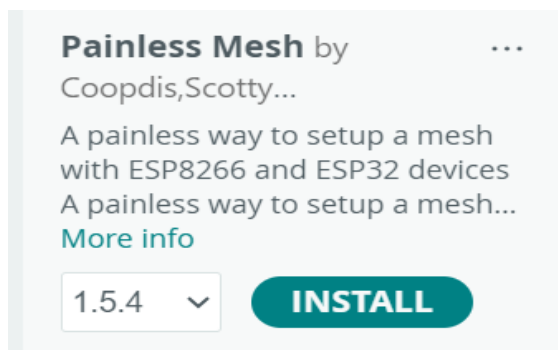 Painless Mesh by ...
Coopdis,Scotty...
A painless way to setup a mesh
with ESP8266 and ESP32 devices
A painless way to setup a mesh...
More info
1.5.4 INSTALL